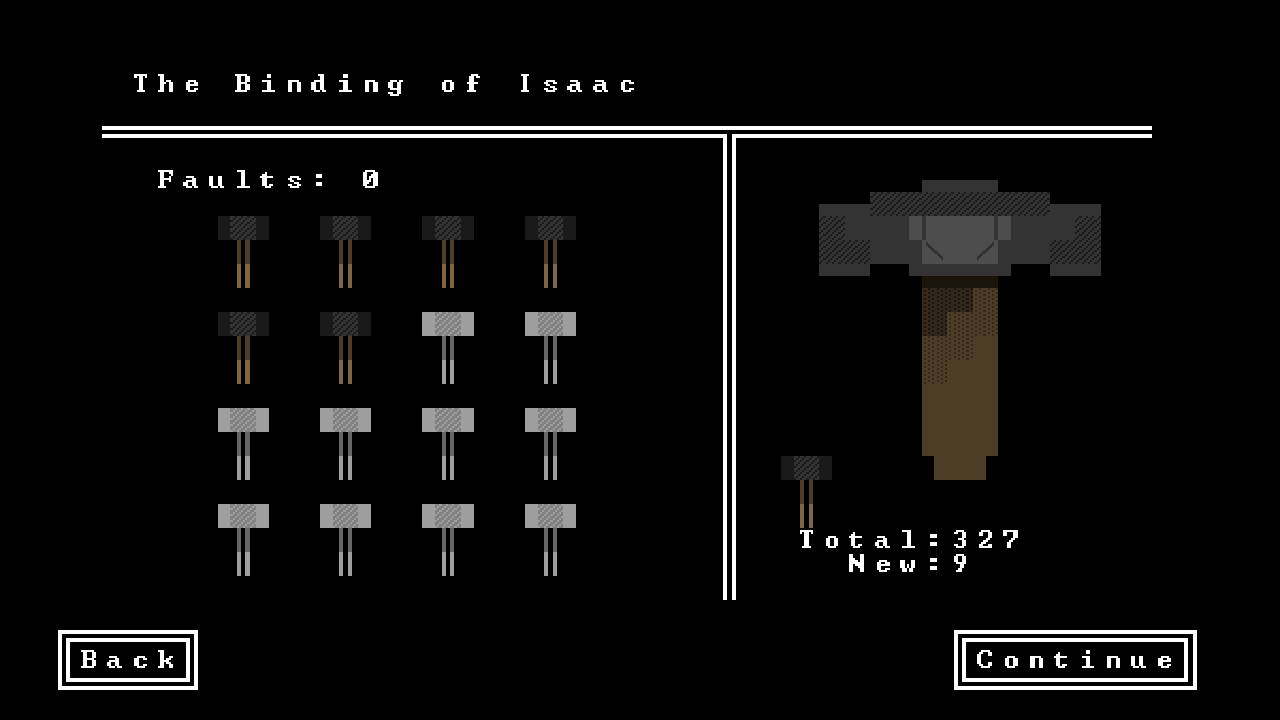 The Binding of Isaac
Faults: 0
Total:327
New:9
Back
Continue